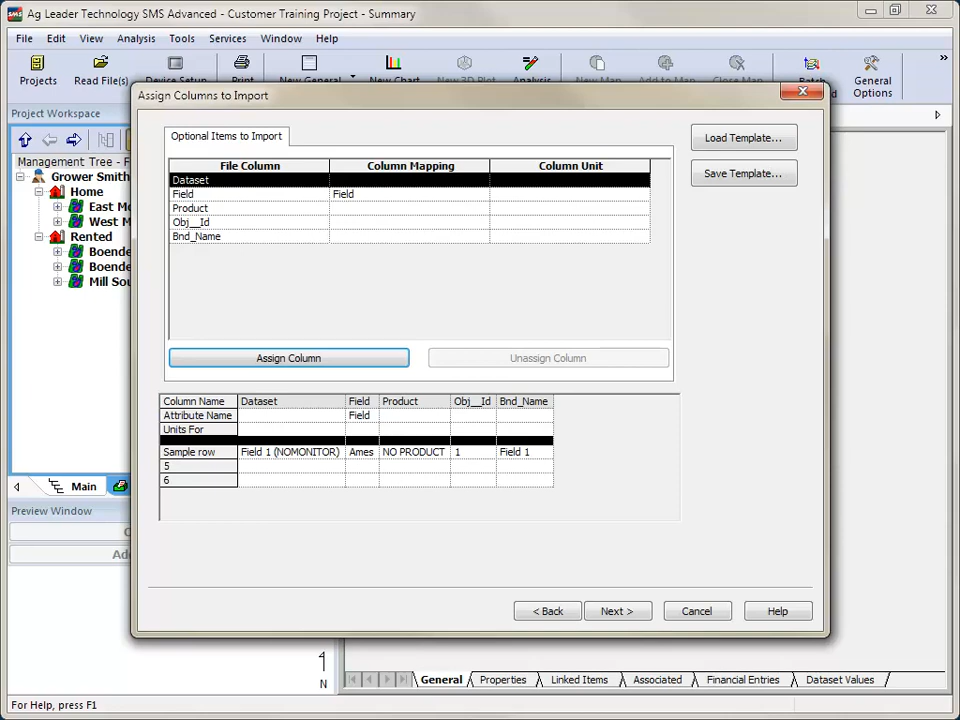 Ag Leader Technology SMS Advanced - Customer Training Project - Summary
File Edit View Analysis Tools Services Window Help
Projects Read File(s) Device Setup Print New General New Chart New 3D Plot Analysis New Map Add to Map Close Map Batch General Options
Project Workspace
Management Tree - F
Grower Smith
Home
East Mo
West M
Rented
Boende
Boende
Mill Sou
Main
Preview Window
Add
N
Assign Columns to Import
Optional Items to Import
Load Template...
Save Template...
File Column Column Mapping Column Unit
Dataset
Field Field
Product
Obj__Id
Bnd_Name
Assign Column Unassign Column
Column Name Dataset Field Product Obj__Id Bnd_Name
Attribute Name Field
Units For
Sample row Field 1 (NOMONITOR) Ames NO PRODUCT 1 Field 1
5
6
< Back Next > Cancel Help
General Properties Linked Items Associated Financial Entries Dataset Values
For Help, press F1